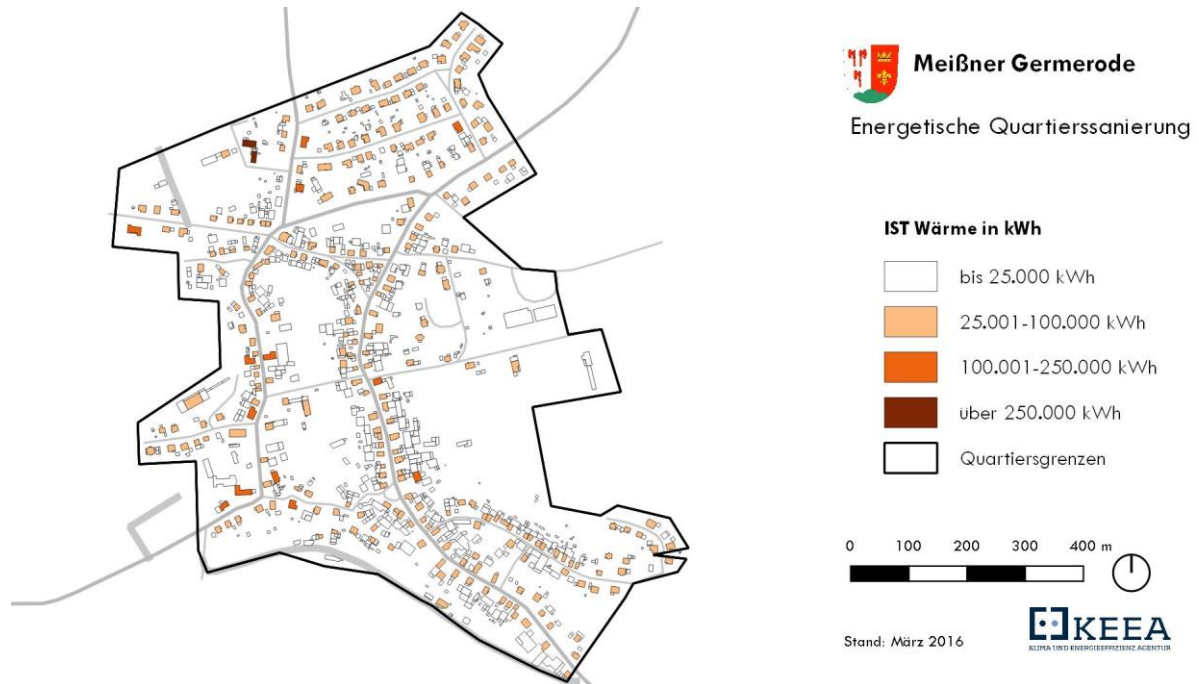 Meißner Germerode
Energetische Quartierssanierung
IST Wärme in kWh
bis 25.000 kWh
25.001-100.000 kWh
100.001-250.000 kWh
über 250.000 kWh
Quartiersgrenzen
0 100 200 300 400 m
Stand: März 2016
KEEA
KLIMA UND ENERGIEEFFIZIENZ AGENTUR